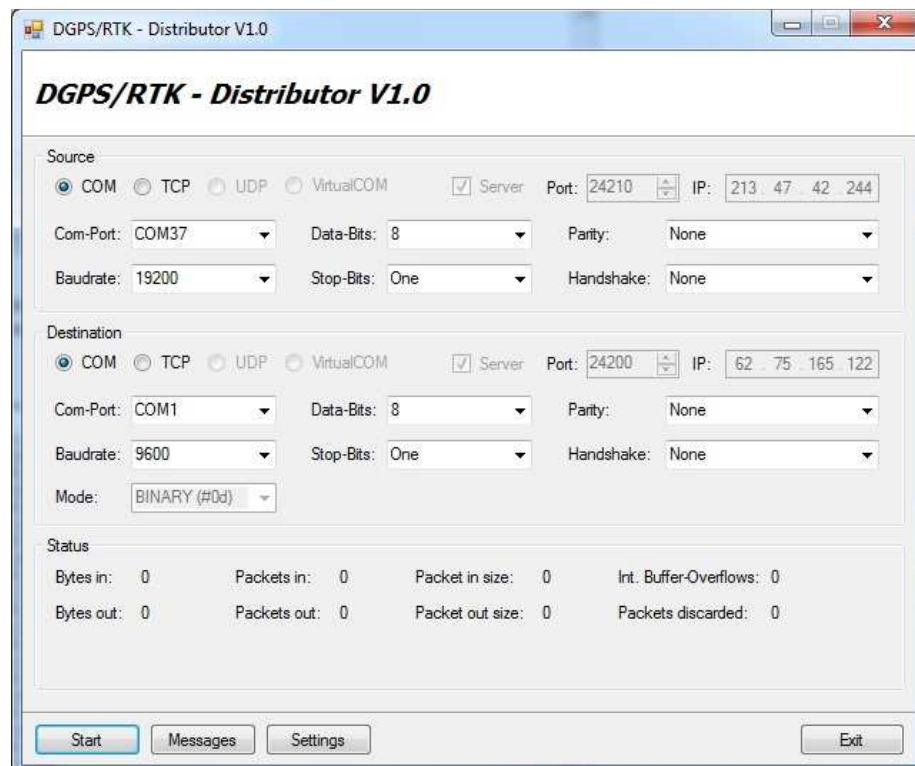 DGPS/RTK - Distributor V1.0
DGPS/RTK - Distributor V1.0
Source
COM TCP UDP VirtualCOM Server Port: 24210 IP: 213 . 47 . 42 . 244
Com-Port: COM37 Data-Bits: 8 Parity: None
Baudrate: 19200 Stop-Bits: One Handshake: None
Destination
COM TCP UDP VirtualCOM Server Port: 24200 IP: 62 . 75 . 165 . 122
Com-Port: COM1 Data-Bits: 8 Parity: None
Baudrate: 9600 Stop-Bits: One Handshake: None
Mode: BINARY (#0d)
Status
Bytes in: 0 Packets in: 0 Packet in size: 0 Int. Buffer-Overflows: 0
Bytes out: 0 Packets out: 0 Packet out size: 0 Packets discarded: 0
Start Messages Settings Exit